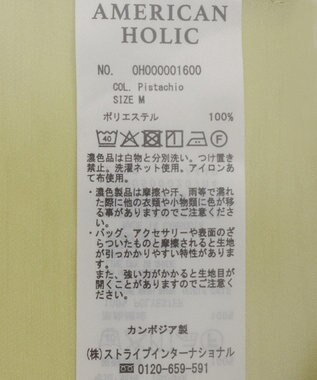 AMERICAN
HOLIC
NO. OH000001600
COL. Pistachio
SIZE M
ポリエステル 100%
40 F
濃色品は白物と分別洗い。つけ置き
禁止。洗濯ネット使用。アイロンあ
て布使用。
・濃色製品は摩擦や汗、雨等で濡れ
た際に他の衣類や小物類に色が移
る事がありますのでご注意くださ
い。
・バッグ、アクセサリーや表面のざ
らついたものと摩擦されると生地
が引っかかりやすい特性がありま
す。
また、強い力がかかると生地目が
開くことがありますのでご注意く
ださい。
カンボジア製
(株)ストライプインターナショナル
0120-659-591